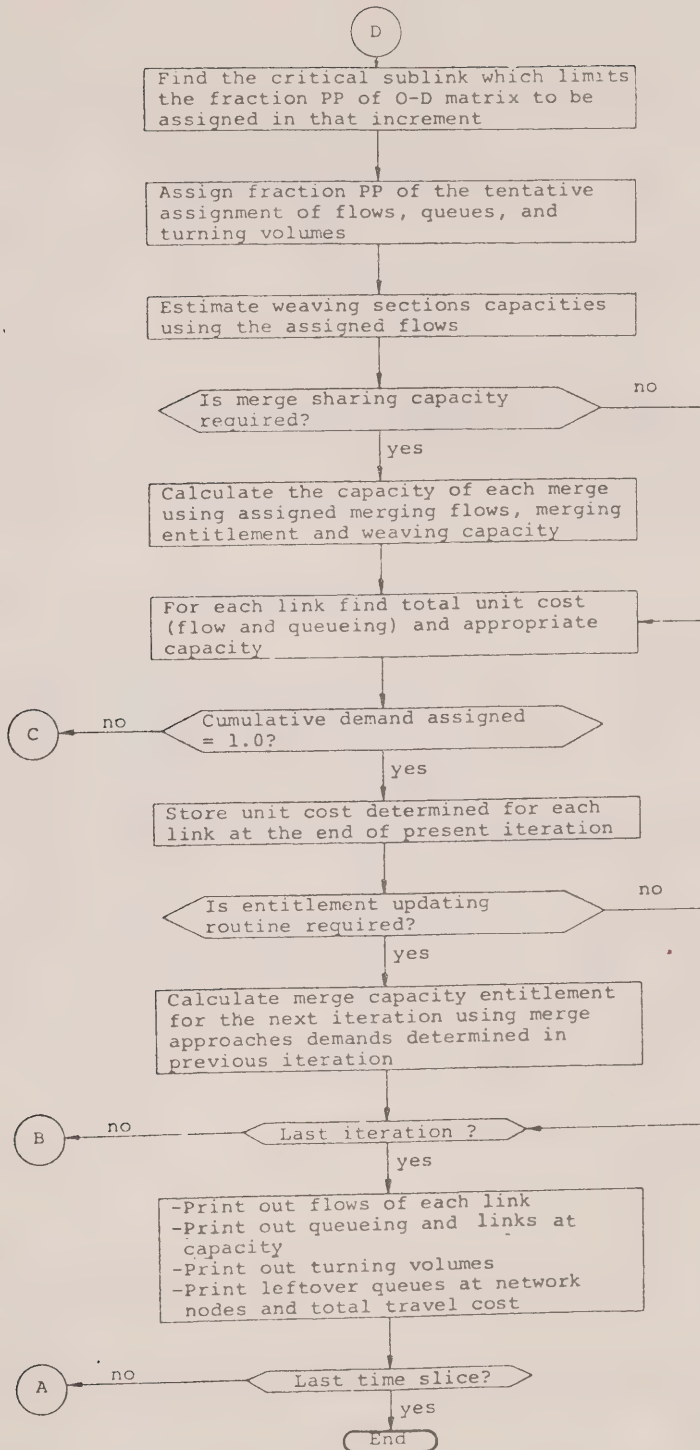 D
Find the critical sublink which limits
the fraction PP of O-D matrix to be
assigned in that increment
Assign fraction PP of the tentative
assignment of flows, queues, and
turning volumes
Estimate weaving sections capacities
using the assigned flows
Is merge sharing capacity
required?
no
yes
Calculate the capacity of each merge
using assigned merging flows, merging
entitlement and weaving capacity
For each link find total unit cost
(flow and queueing) and appropriate
capacity
C
no
Cumulative demand assigned
= 1.0?
yes
Store unit cost determined for each
link at the end of present iteration
Is entitlement updating
routine required?
no
yes
Calculate merge capacity entitlement
for the next iteration using merge
approaches demands determined in
previous iteration
B
no
Last iteration ?
yes
-Print out flows of each link
-Print out queueing and links at
capacity
-Print out turning volumes
-Print leftover queues at network
nodes and total travel cost
A
no
Last time slice?
yes
End